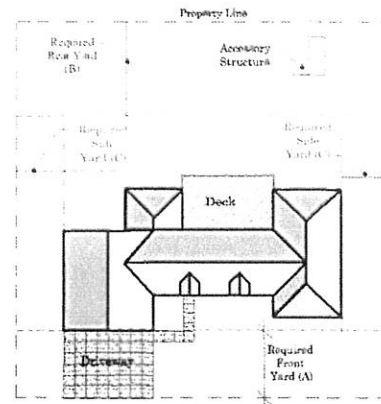 Property Line
Required
Rear Yard
(B)
Accessory
Structure
Required
Side
Yard (C)
Required
Side
Yard (C)
Deck
Driveway
Required
Front
Yard (A)